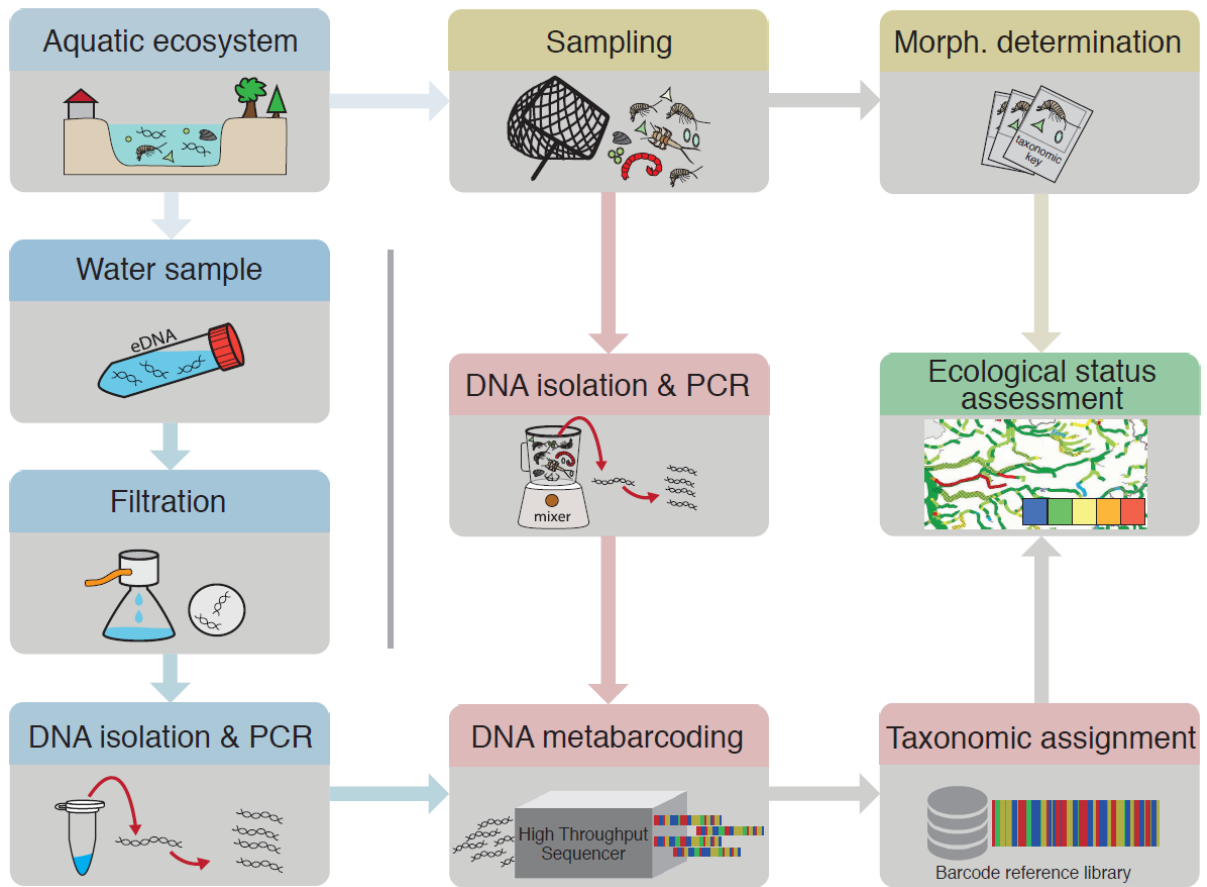 Aquatic ecosystem
Sampling
Morph. determination
taxonomic
key
Water sample
eDNA
DNA isolation & PCR
mixer
Ecological status
assessment
Filtration
DNA isolation & PCR
DNA metabarcoding
High Throughput
Sequencer
Taxonomic assignment
Barcode reference library